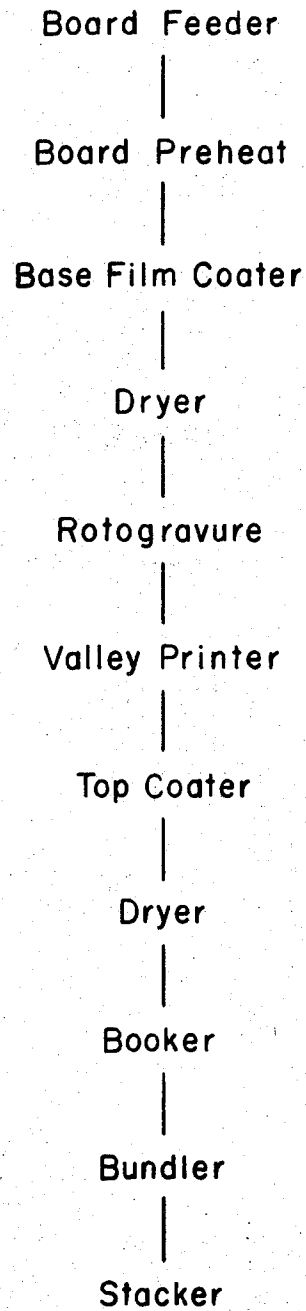 Board Feeder
Board Preheat
Base Film Coater
Dryer
Rotogravure
Valley Printer
Top Coater
Dryer
Booker
Bundler
Stacker